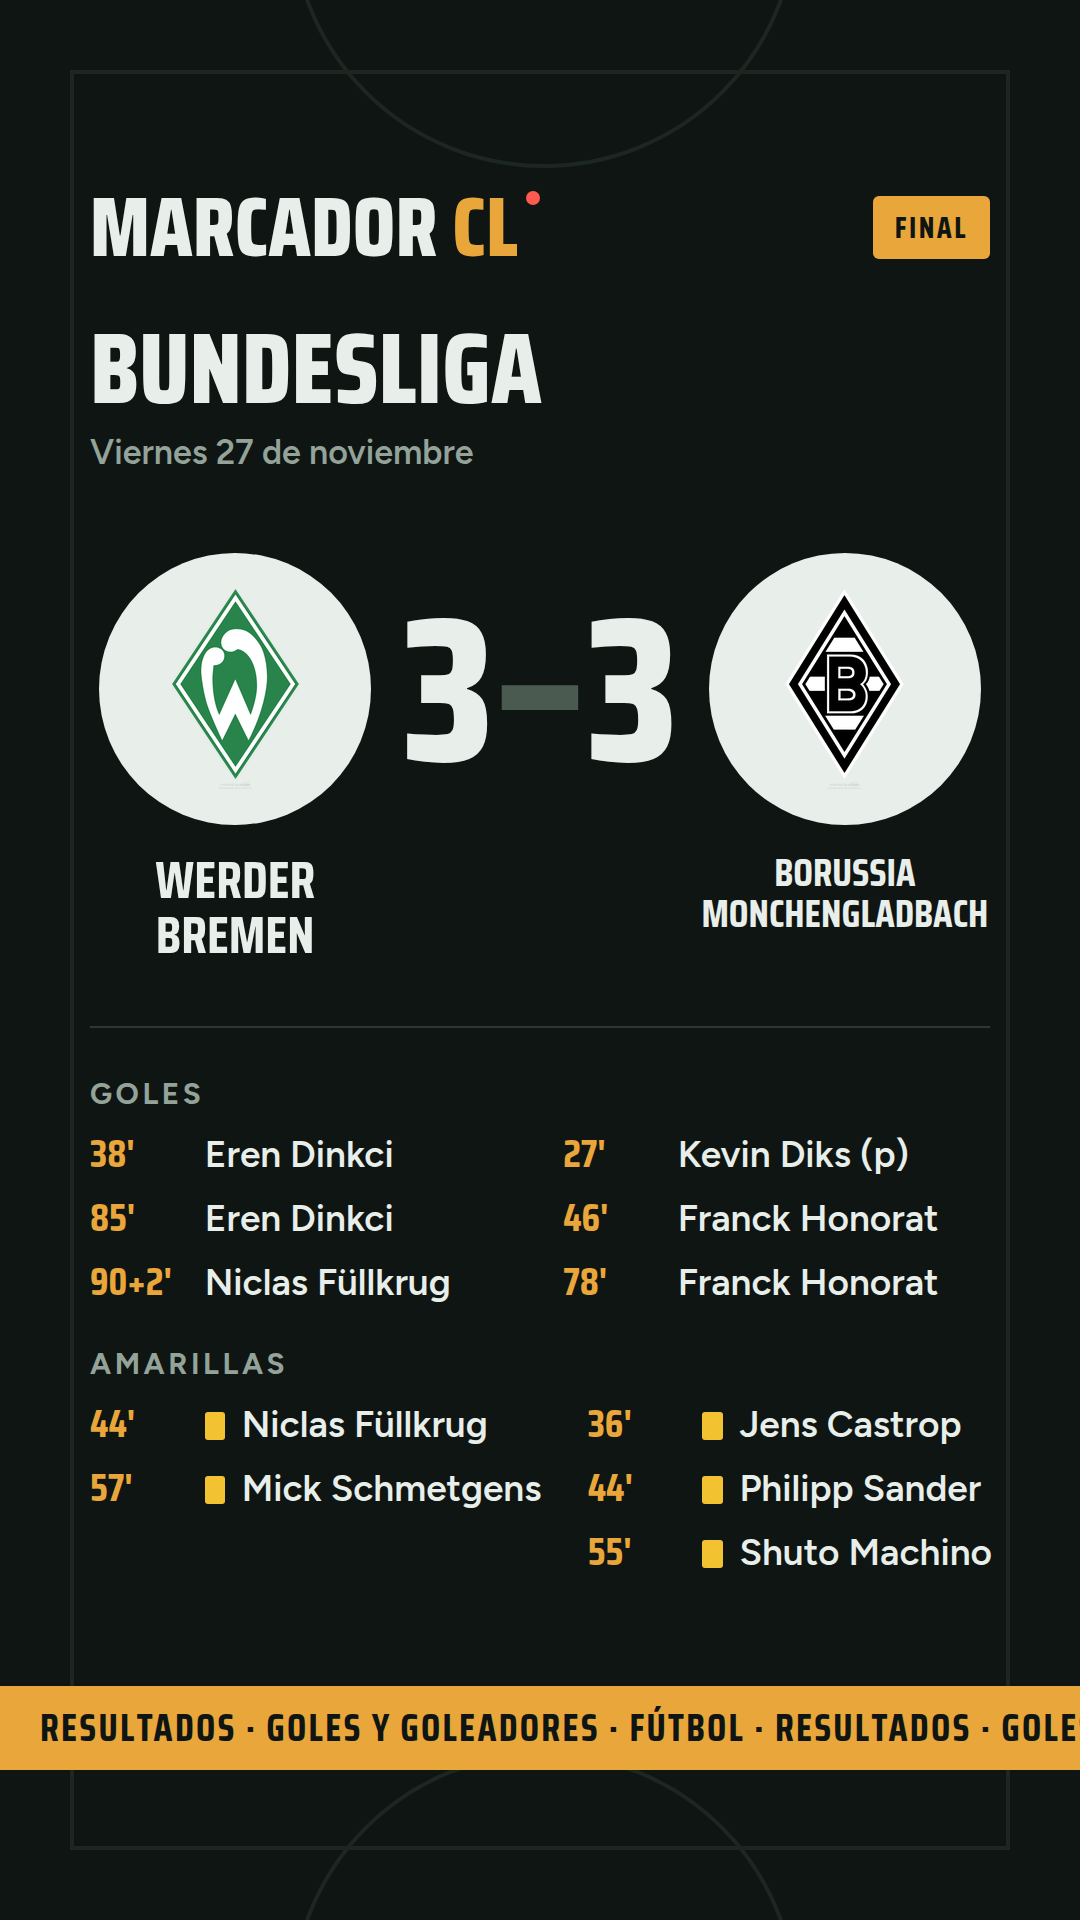 MARCADOR CL
FINAL
BUNDESLIGA
Viernes 27 de noviembre
3–3
B
WERDER
BREMEN
BORUSSIA
MONCHENGLADBACH
GOLES
38' Eren Dinkci
27' Kevin Diks (p)
85' Eren Dinkci
46' Franck Honorat
90+2' Niclas Füllkrug
78' Franck Honorat
AMARILLAS
44' Niclas Füllkrug
36' Jens Castrop
57' Mick Schmetgens
44' Philipp Sander
55' Shuto Machino
RESULTADOS · GOLES Y GOLEADORES · FÚTBOL · RESULTADOS · GOLES